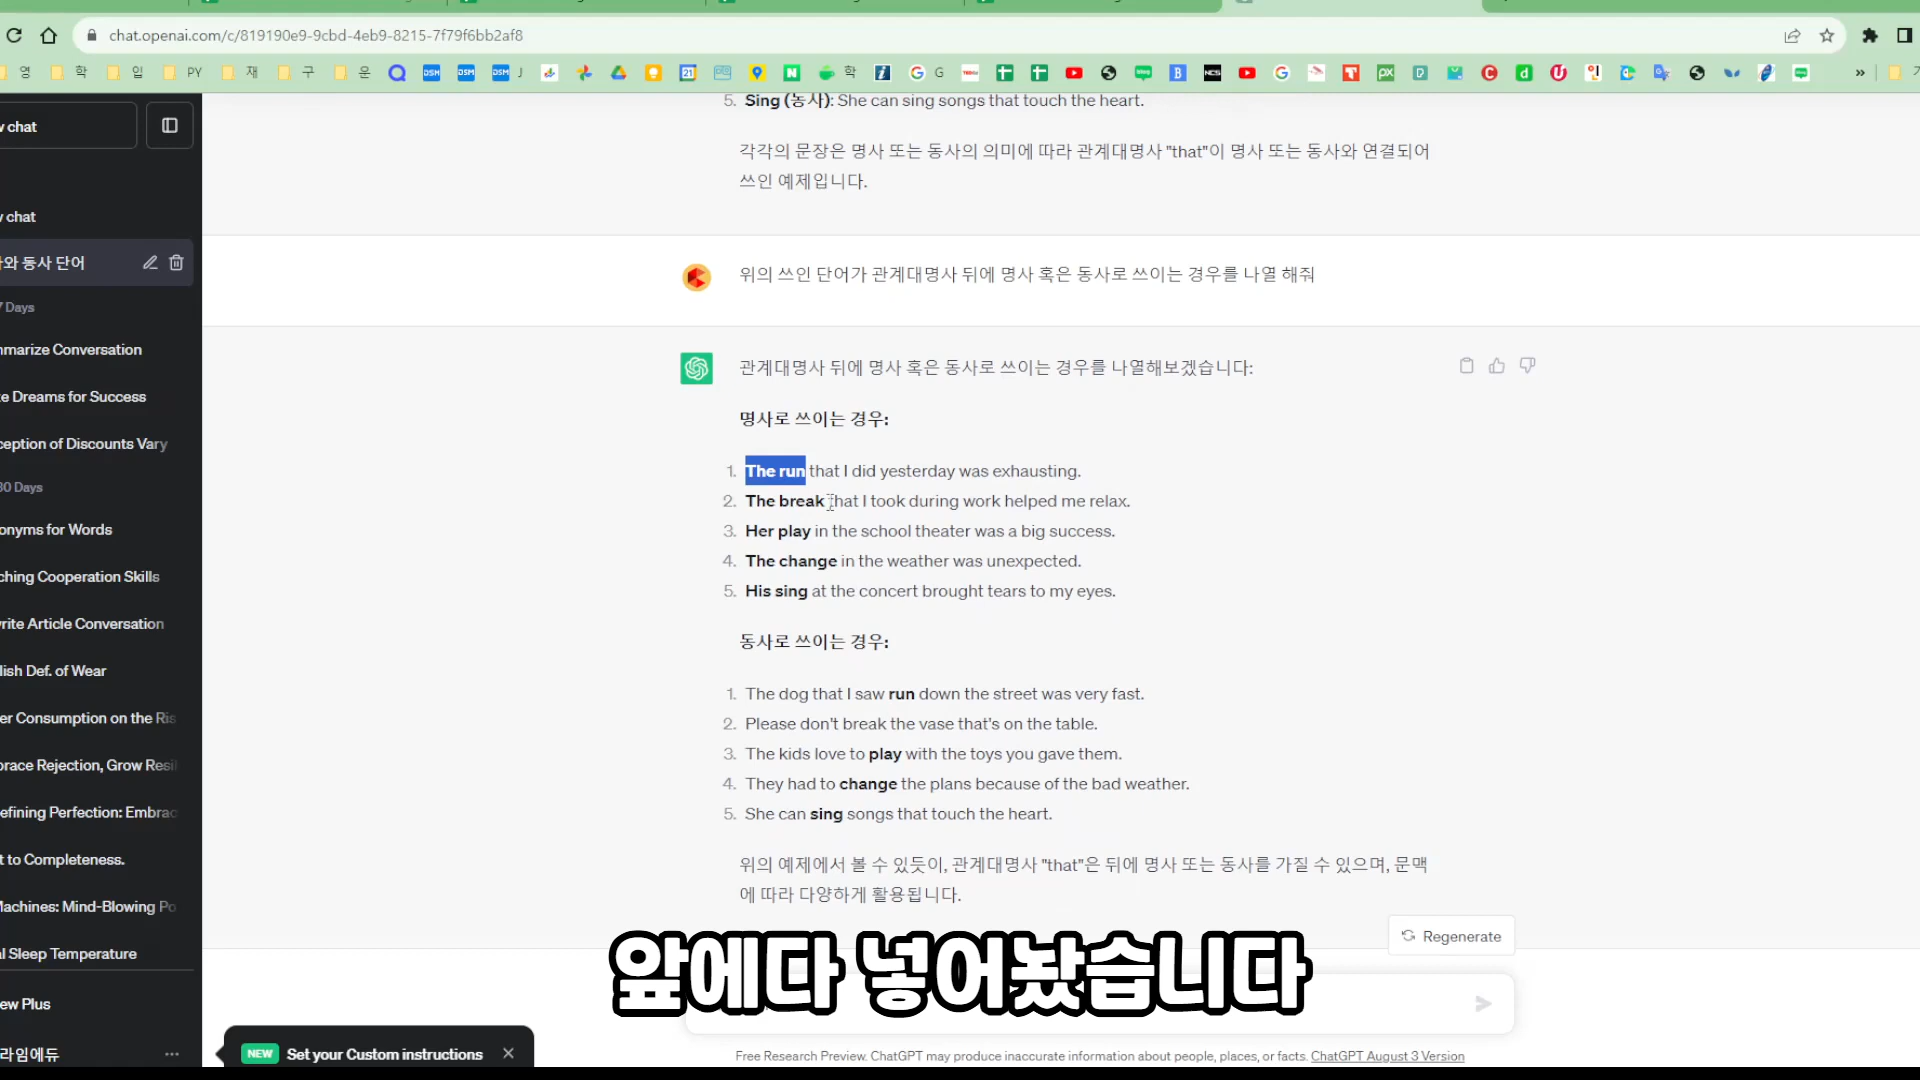 chat.openai.com/c/819190e9-9cbd-4eb9-8215-7f79f6bb2af8
영 학 입 PY 재 구 운 DSM DSM DSM J 21 N 학 G NCS T PX D B C d U »
chat
5. Sing (동사): She can sing songs that touch the heart.
각각의 문장은 명사 또는 동사의 의미에 따라 관계대명사 "that"이 명사 또는 동사와 연결되어
쓰인 예제입니다.
chat
와 동사 단어
Days
위의 쓰인 단어가 관계대명사 뒤에 명사 혹은 동사로 쓰이는 경우를 나열 해줘
nmarize Conversation
관계대명사 뒤에 명사 혹은 동사로 쓰이는 경우를 나열해보겠습니다:
e Dreams for Success
명사로 쓰이는 경우:
ception of Discounts Vary
1. The run that I did yesterday was exhausting.
2. The break that I took during work helped me relax.
3. Her play in the school theater was a big success.
4. The change in the weather was unexpected.
5. His sing at the concert brought tears to my eyes.
30 Days
onyms for Words
ching Cooperation Skills
rite Article Conversation
동사로 쓰이는 경우:
lish Def. of Wear
1. The dog that I saw run down the street was very fast.
2. Please don't break the vase that's on the table.
3. The kids love to play with the toys you gave them.
4. They had to change the plans because of the bad weather.
5. She can sing songs that touch the heart.
er Consumption on the Ris
brace Rejection, Grow Resi
efining Perfection: Embrac
t to Completeness.
위의 예제에서 볼 수 있듯이, 관계대명사 "that"은 뒤에 명사 또는 동사를 가질 수 있으며, 문맥
에 따라 다양하게 활용됩니다.
Machines: Mind-Blowing Po
Regenerate
l Sleep Temperature
앞에다 넣어봤습니다
ew Plus
라임에듀 ...
NEW Set your Custom instructions
Free Research Preview. ChatGPT may produce inaccurate information about people, places, or facts. ChatGPT August 3 Version